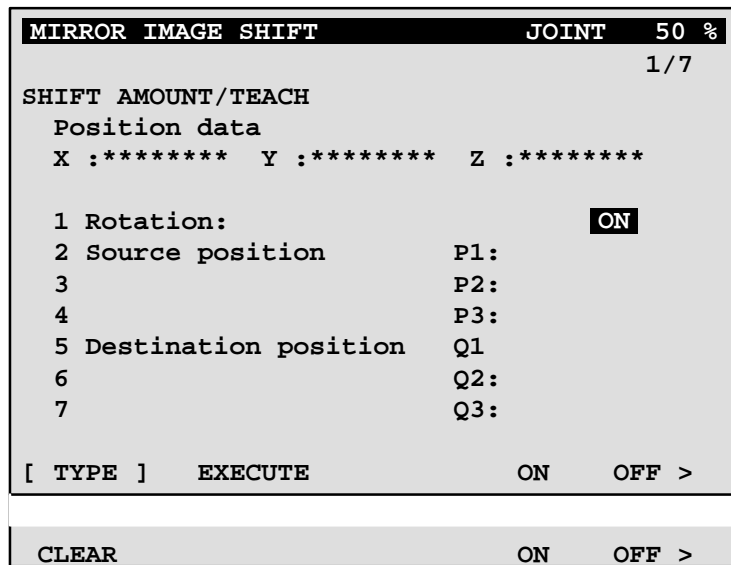 MIRROR IMAGE SHIFT JOINT 50 %
1/7
SHIFT AMOUNT/TEACH
Position data
X :******** Y :******** Z :********
1 Rotation: ON
2 Source position P1:
3 P2:
4 P3:
5 Destination position Q1
6 Q2:
7 Q3:
[ TYPE ] EXECUTE ON OFF >
CLEAR ON OFF >